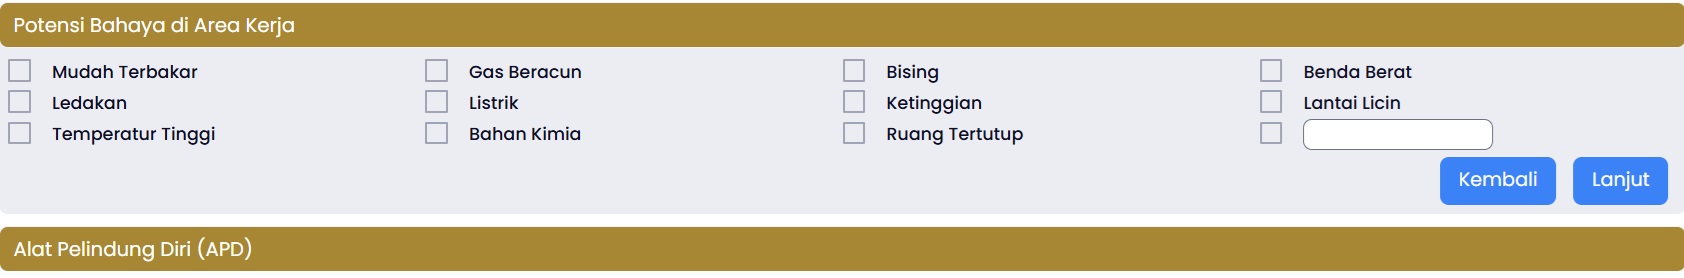 Potensi Bahaya di Area Kerja
Mudah Terbakar Gas Beracun Bising Benda Berat
Ledakan Listrik Ketinggian Lantai Licin
Temperatur Tinggi Bahan Kimia Ruang Tertutup
Kembali Lanjut
Alat Pelindung Diri (APD)